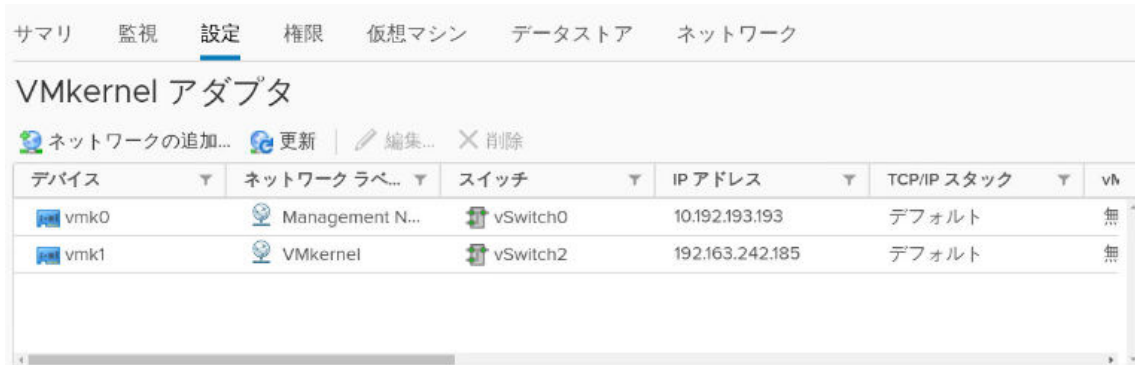 サマリ 監視 設定 権限 仮想マシン データストア ネットワーク
VMkernel アダプタ
ネットワークの追加... 更新 編集... 削除
デバイス ネットワーク ラベ... スイッチ IP アドレス TCP/IP スタック vM
vmk0 Management N... vSwitch0 10.192.193.193 デフォルト 無
vmk1 VMkernel vSwitch2 192.163.242.185 デフォルト 無